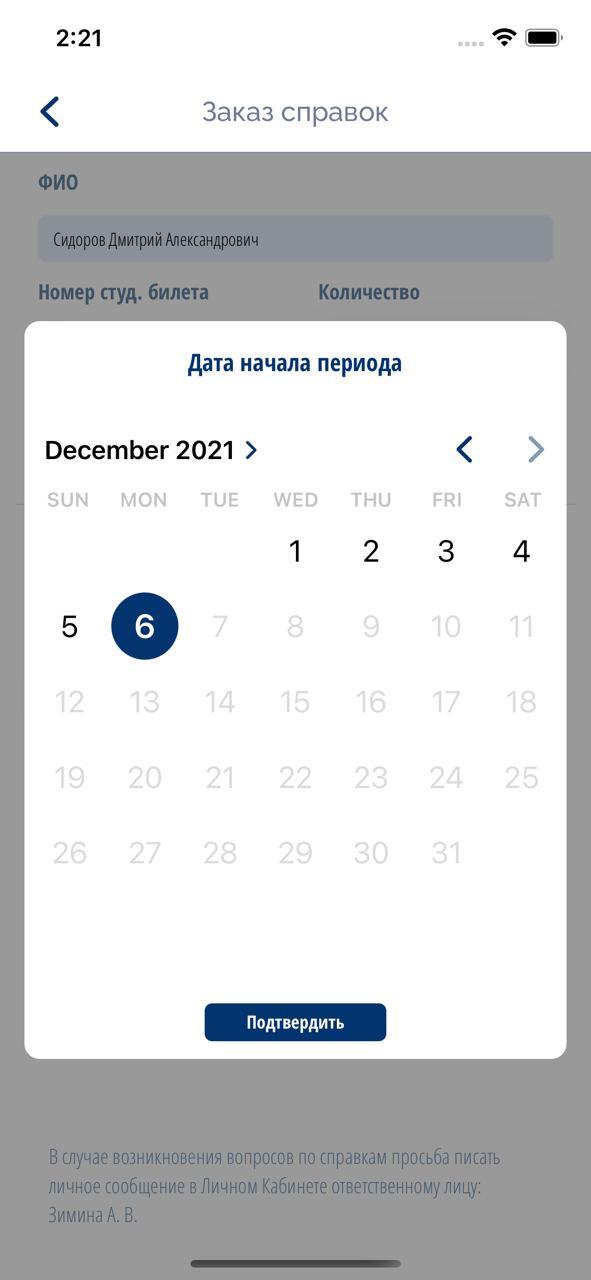 2:21
Заказ справок
ФИО
Сидоров Дмитрий Александрович
Номер студ. билета Количество
Дата начала периода
December 2021
SUN MON TUE WED THU FRI SAT
1 2 3 4
5 6 7 8 9 10 11
12 13 14 15 16 17 18
19 20 21 22 23 24 25
26 27 28 29 30 31
Подтвердить
В случае возникновения вопросов по справкам просьба писать
личное сообщение в Личном Кабинете ответственному лицу:
Зимина А. В.